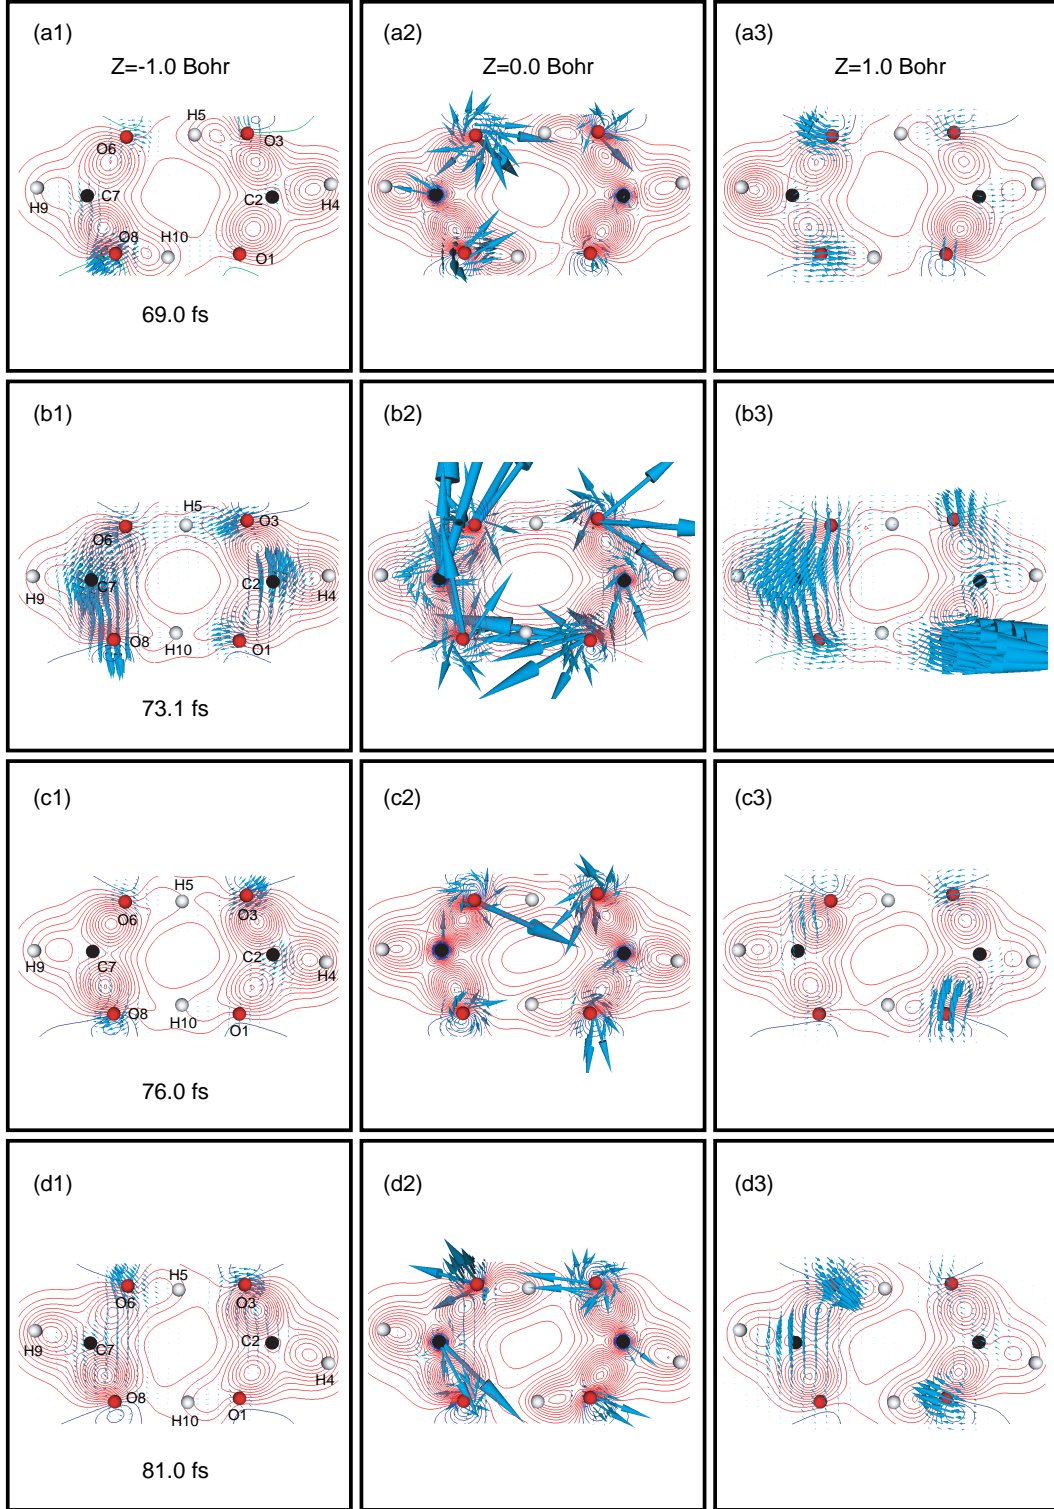 (a1)
(a2)
(a3)
Z=-1.0 Bohr
Z=0.0 Bohr
Z=1.0 Bohr
H5
O3
O6
C7
C2
H9
H4
O8
H10
O1
69.0 fs
(b1)
(b2)
(b3)
H5
O3
O6
C7
C2
H9
H4
O8
H10
O1
73.1 fs
(c1)
(c2)
(c3)
H5
O3
O6
C7
C2
H9
H4
O8
H10
O1
76.0 fs
(d1)
(d2)
(d3)
H5
O6
O3
C7
C2
H9
H4
O8
H10
O1
81.0 fs